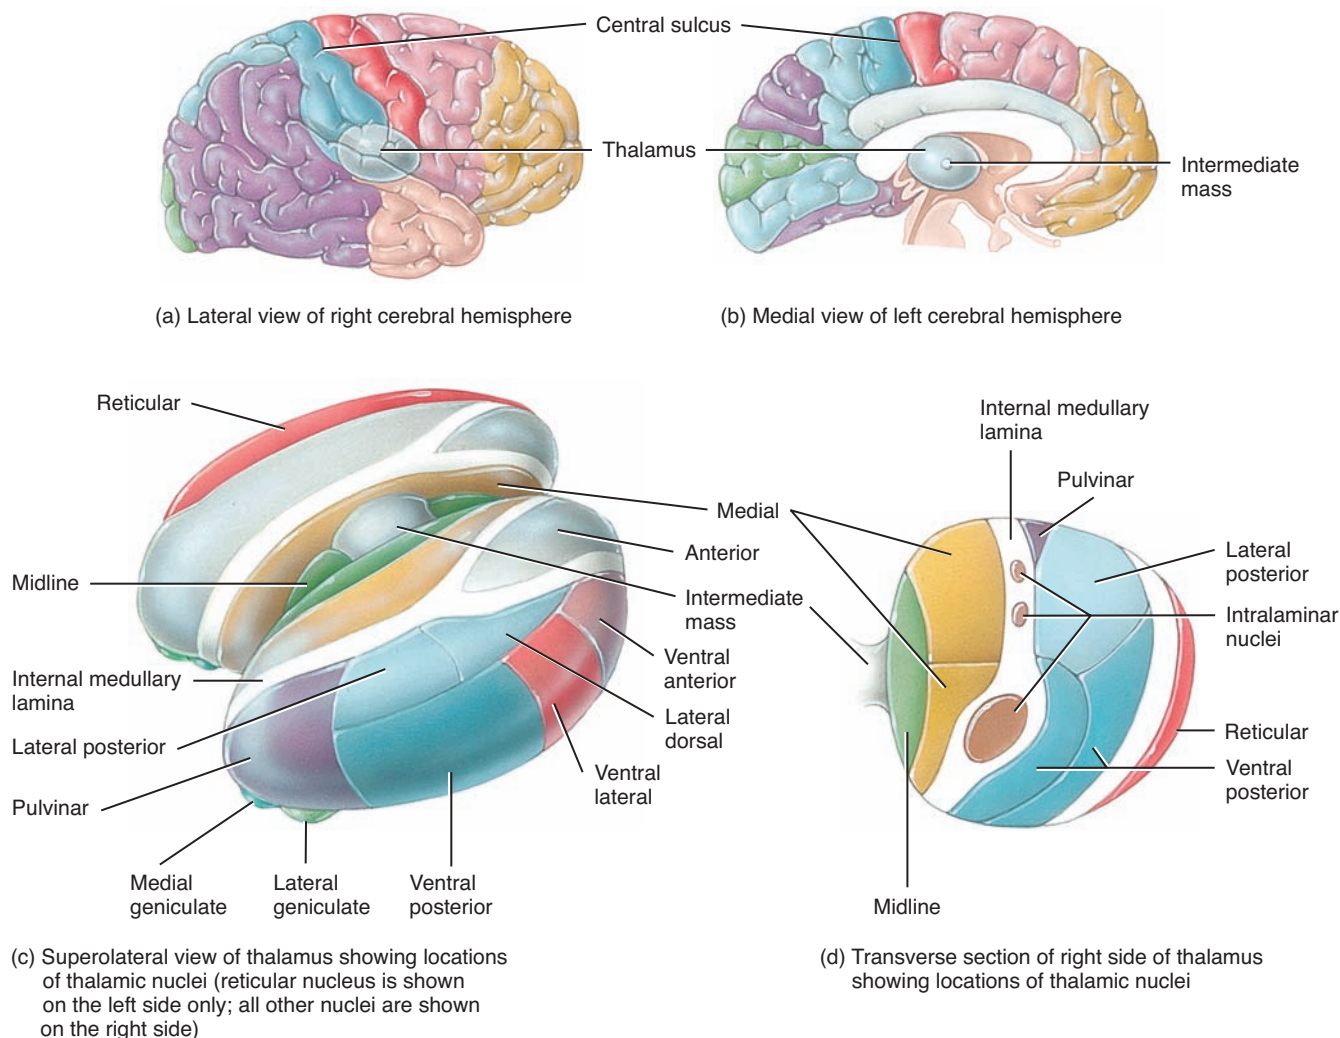 Central sulcus
Thalamus
Intermediate
mass
(a) Lateral view of right cerebral hemisphere
(b) Medial view of left cerebral hemisphere
Reticular
Midline
Internal medullary
lamina
Lateral posterior
Pulvinar
Medial
geniculate
Lateral
geniculate
Ventral
posterior
Medial
Anterior
Intermediate
mass
Ventral
anterior
Lateral
dorsal
Ventral
lateral
(c) Superolateral view of thalamus showing locations
of thalamic nuclei (reticular nucleus is shown
on the left side only; all other nuclei are shown
on the right side)
Internal medullary
lamina
Pulvinar
Lateral
posterior
Intralaminar
nuclei
Reticular
Ventral
posterior
Midline
(d) Transverse section of right side of thalamus
showing locations of thalamic nuclei